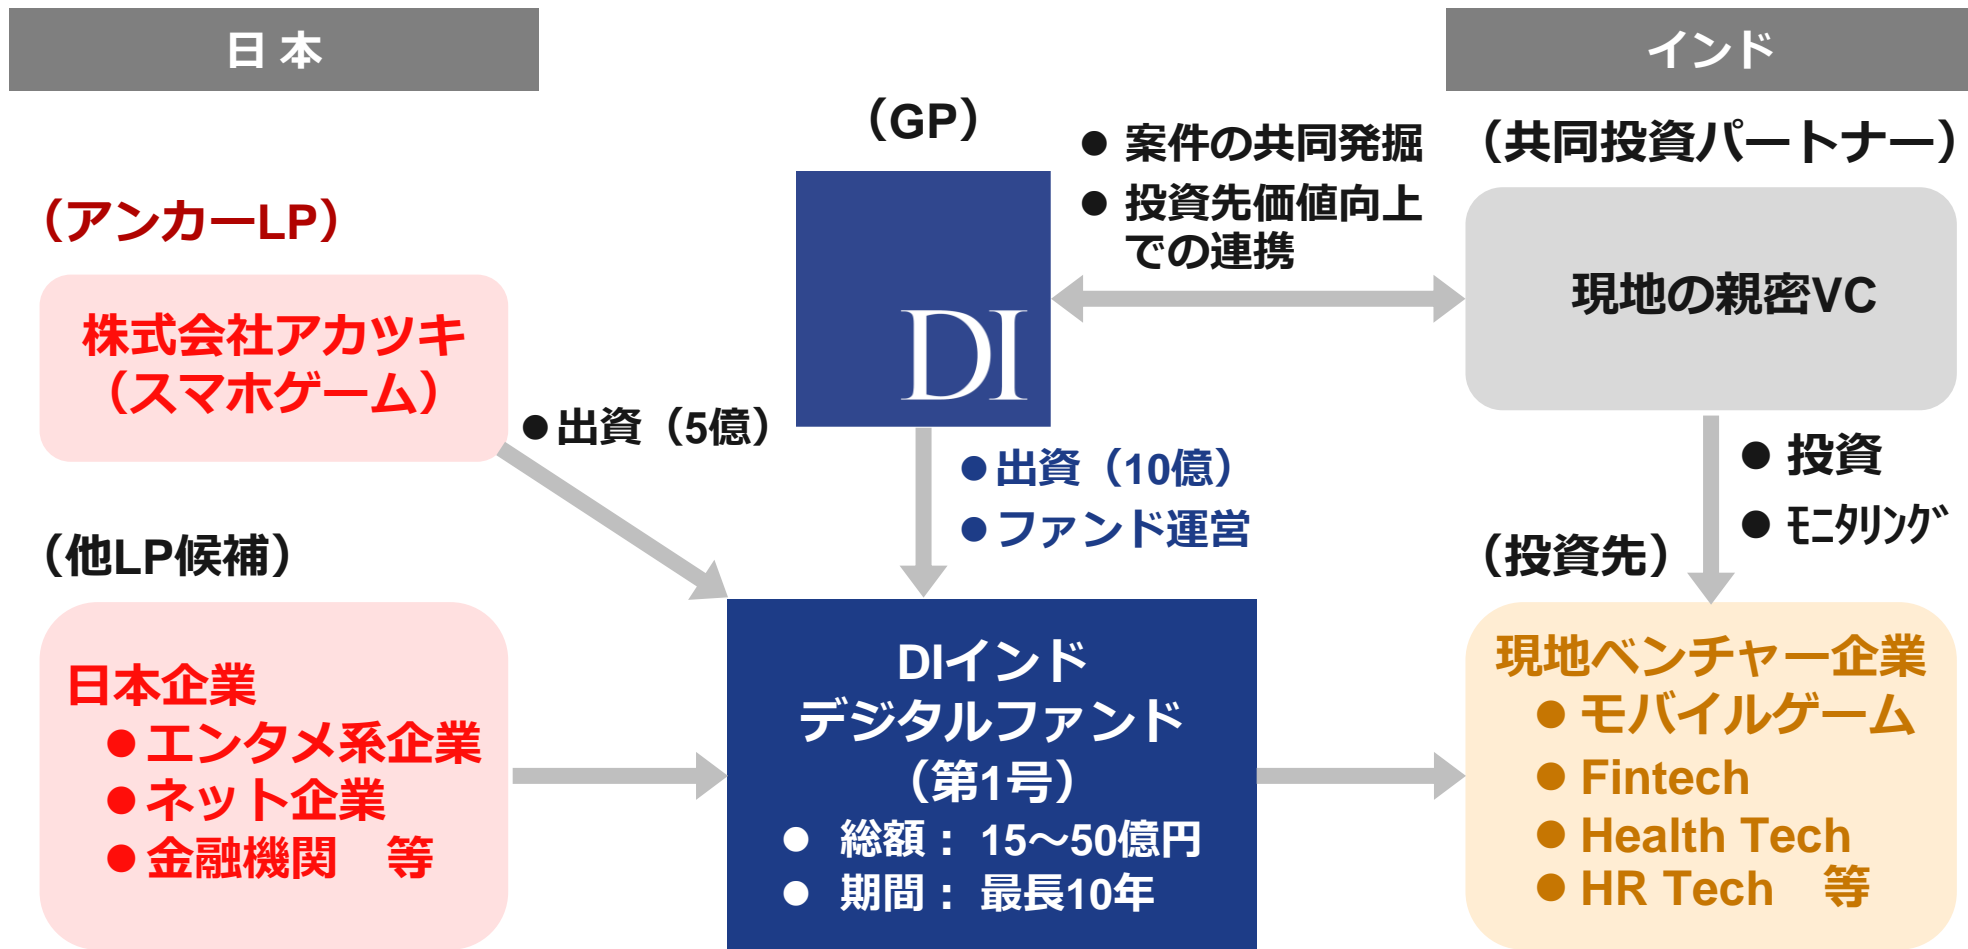 日本
インド
（GP）
DI
● 案件の共同発掘
● 投資先価値向上
での連携
（共同投資パートナー）
現地の親密VC
（アンカーLP）
株式会社アカツキ
（スマホゲーム）
●出資（5億）
●出資（10億）
●ファンド運営
● 投資
● ﾓﾆﾀﾘﾝｸﾞ
（他LP候補）
日本企業
●エンタメ系企業
●ネット企業
●金融機関　等
DIインド
デジタルファンド
（第1号）
● 総額： 15～50億円
● 期間： 最長10年
（投資先）
現地ベンチャー企業
● モバイルゲーム
● Fintech
● Health Tech
● HR Tech　等